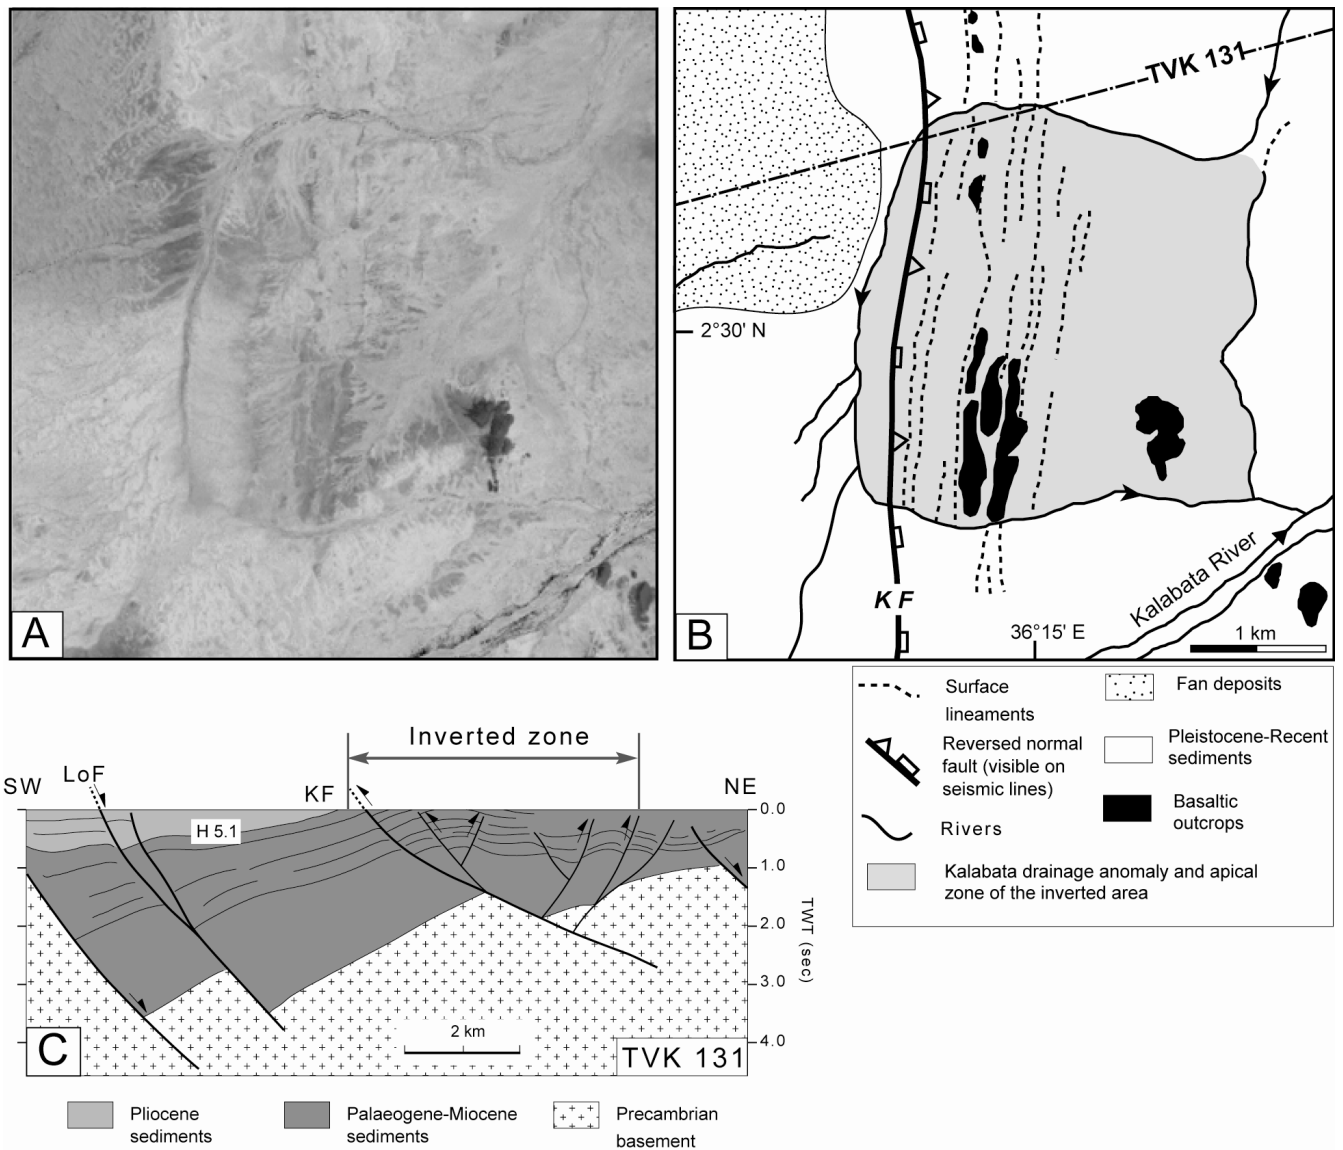 A
TVK 131
2°30' N
KF
36°15' E
Kalabata River
1 km
B
Surface
lineaments
Reversed normal
fault (visible on
seismic lines)
Rivers
Kalabata drainage anomaly and apical
zone of the inverted area
Fan deposits
Pleistocene-Recent
sediments
Basaltic
outcrops
Inverted zone
SW
LoF
KF
NE
H 5.1
0.0
1.0
2.0
3.0
4.0
TWT (sec)
2 km
C
TVK 131
Pliocene
sediments
Palaeogene-Miocene
sediments
Precambrian
basement